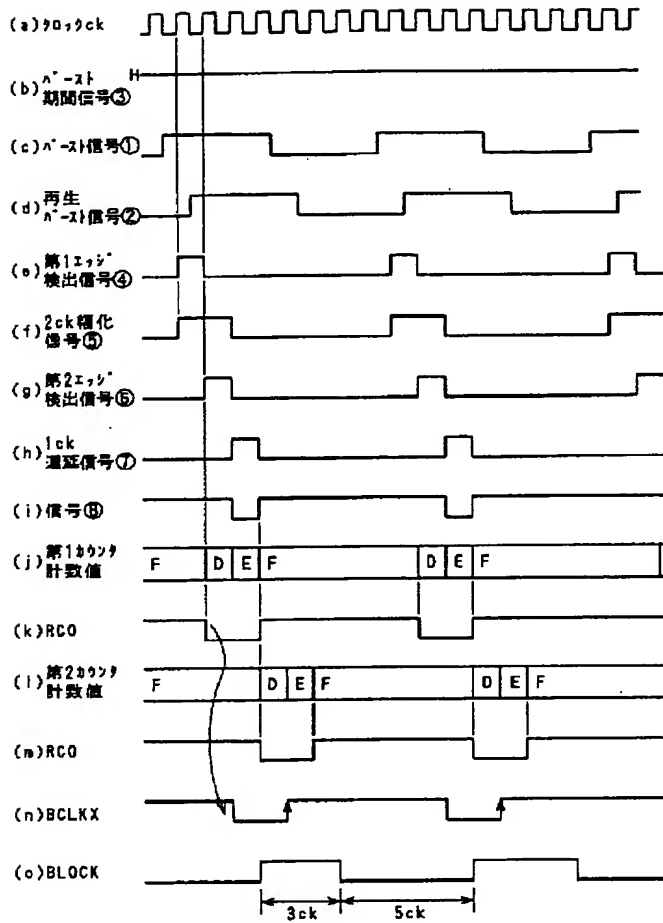 (a)クロックck
(b)バースト
期間信号③
H
(c)バースト信号①
(d)再生
バースト信号②
(e)第1エッジ
検出信号④
(f)2ck幅化
信号⑤
(g)第2エッジ
検出信号⑥
(h)1ck
遅延信号⑦
(i)信号⑧
(j)第1カウンタ
計数値
F D E F D E F
(k)RCO
(l)第2カウンタ
計数値
F D E F D E F
(m)RCO
(n)BCLKX
(o)BLOCK
3ck 5ck